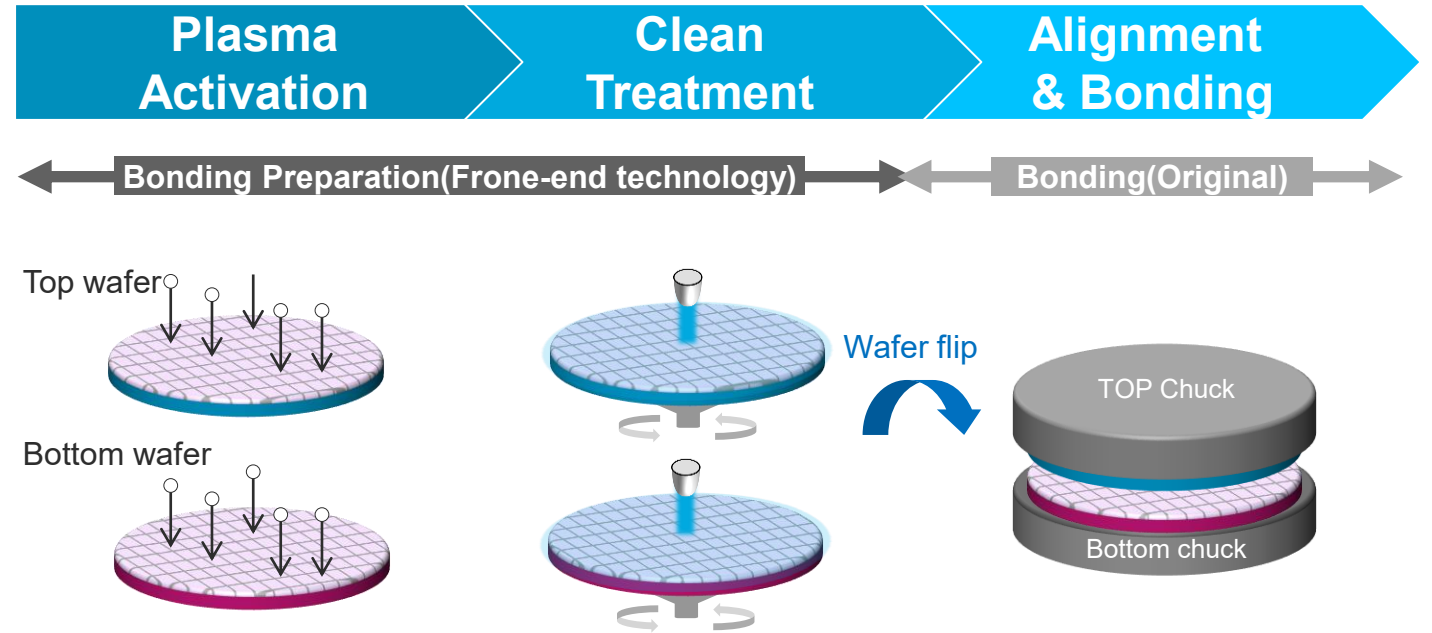 Plasma
Activation
Clean
Treatment
Alignment
& Bonding
Bonding Preparation(Frone-end technology)
Bonding(Original)
Top wafer
Wafer flip
TOP Chuck
Bottom wafer
Bottom chuck